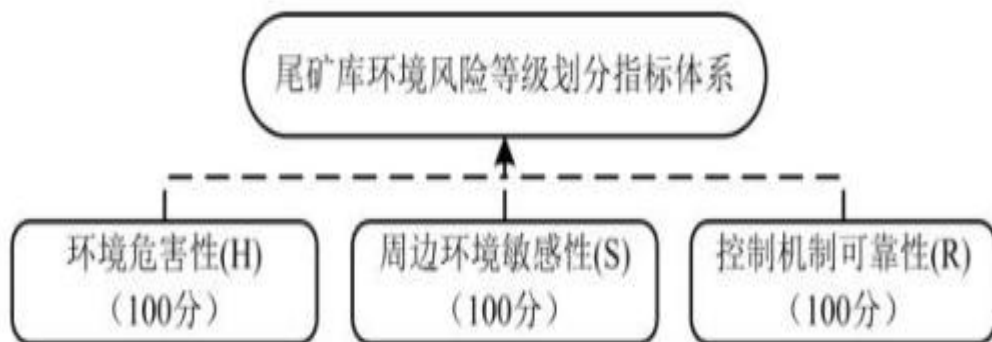 尾矿库环境风险等级划分指标体系
环境危害性(H)
（100分）
周边环境敏感性(S)
（100分）
控制机制可靠性(R)
（100分）